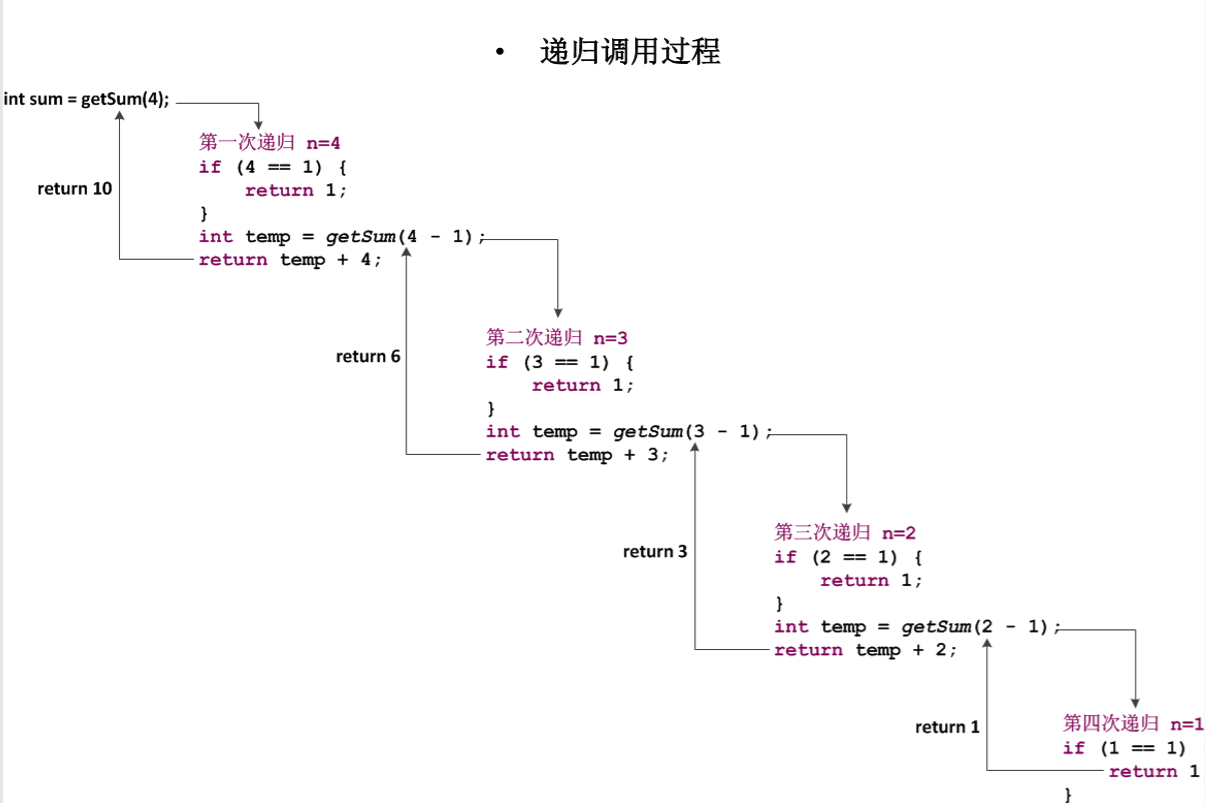 • 递归调用过程
int sum = getSum(4);
第一次递归 n=4
if (4 == 1) {
return 1;
}
return 10
int temp = getSum(4 - 1);
return temp + 4;
第二次递归 n=3
return 6
if (3 == 1) {
return 1;
}
int temp = getSum(3 - 1);
return temp + 3;
第三次递归 n=2
return 3
if (2 == 1) {
return 1;
}
int temp = getSum(2 - 1);
return temp + 2;
第四次递归 n=1
return 1
if (1 == 1)
return 1
}